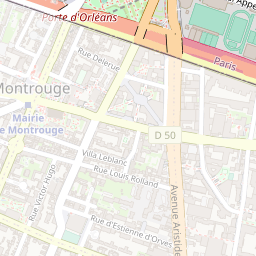 Porte d'Orléans
Rue Delerue
Paris
Montrouge
Mairie
de Montrouge
D 50
Villa Leblanc
Rue Louis Rolland
Rue Victor Hugo
Avenue Aristide
Rue d'Estienne d'Orves